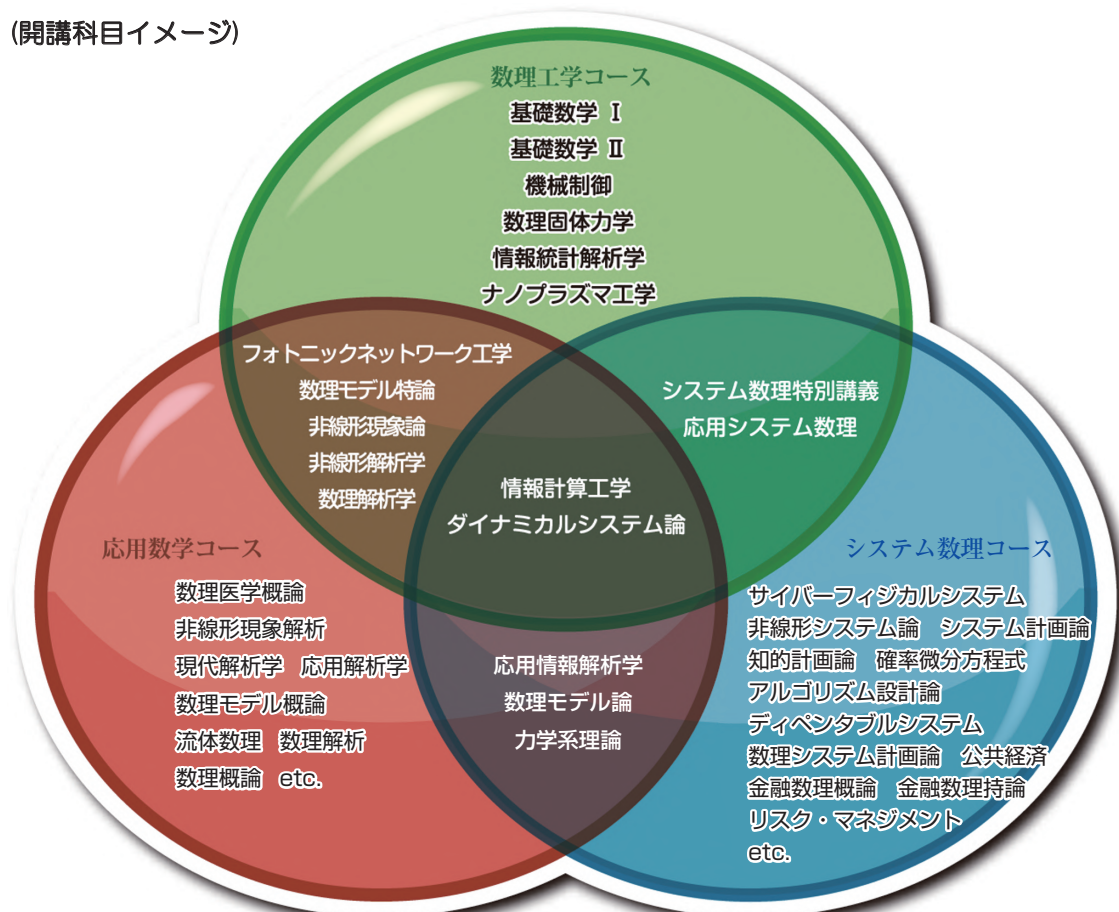 (開講科目イメージ)
数理工学コース
基礎数学 Ⅰ
基礎数学 Ⅱ
機械制御
数理固体力学
情報統計解析学
ナノプラズマ工学
フォトニックネットワーク工学
数理モデル特論
非線形現象論
非線形解析学
数理解析学
システム数理特別講義
応用システム数理
情報計算工学
ダイナミカルシステム論
応用数学コース
数理医学概論
非線形現象解析
現代解析学 応用解析学
数理モデル概論
流体数理 数理解析
数理概論 etc.
応用情報解析学
数理モデル論
力学系理論
システム数理コース
サイバーフィジカルシステム
非線形システム論 システム計画論
知的計画論 確率微分方程式
アルゴリズム設計論
ディペンタブルシステム
数理システム計画論 公共経済
金融数理概論 金融数理持論
リスク・マネジメント
etc.